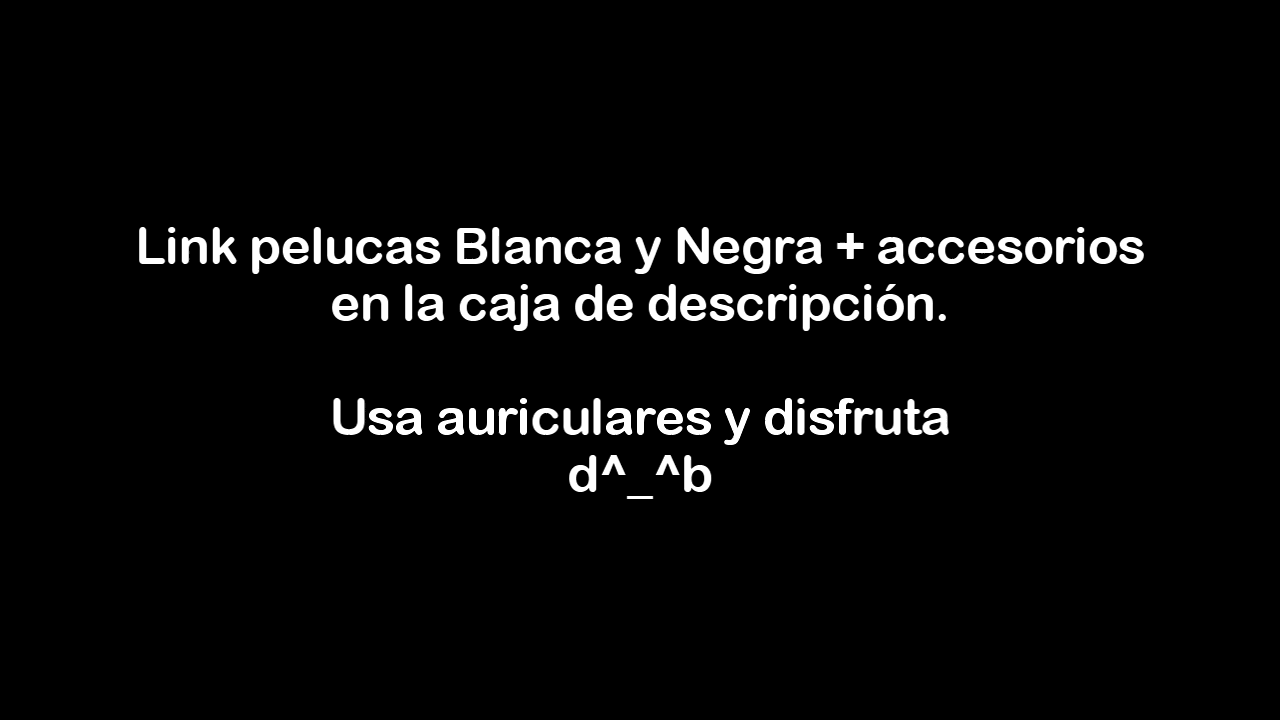 Link pelucas Blanca y Negra + accesorios
en la caja de descripción.
Usa auriculares y disfruta
d^_^b